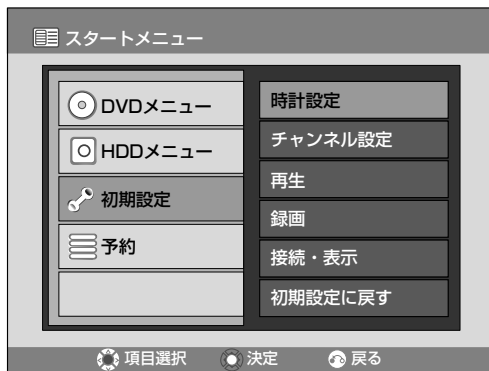 スタートメニュー
DVDメニュー
HDDメニュー
初期設定
予約
時計設定
チャンネル設定
再生
録画
接続・表示
初期設定に戻す
項目選択 決定 戻る